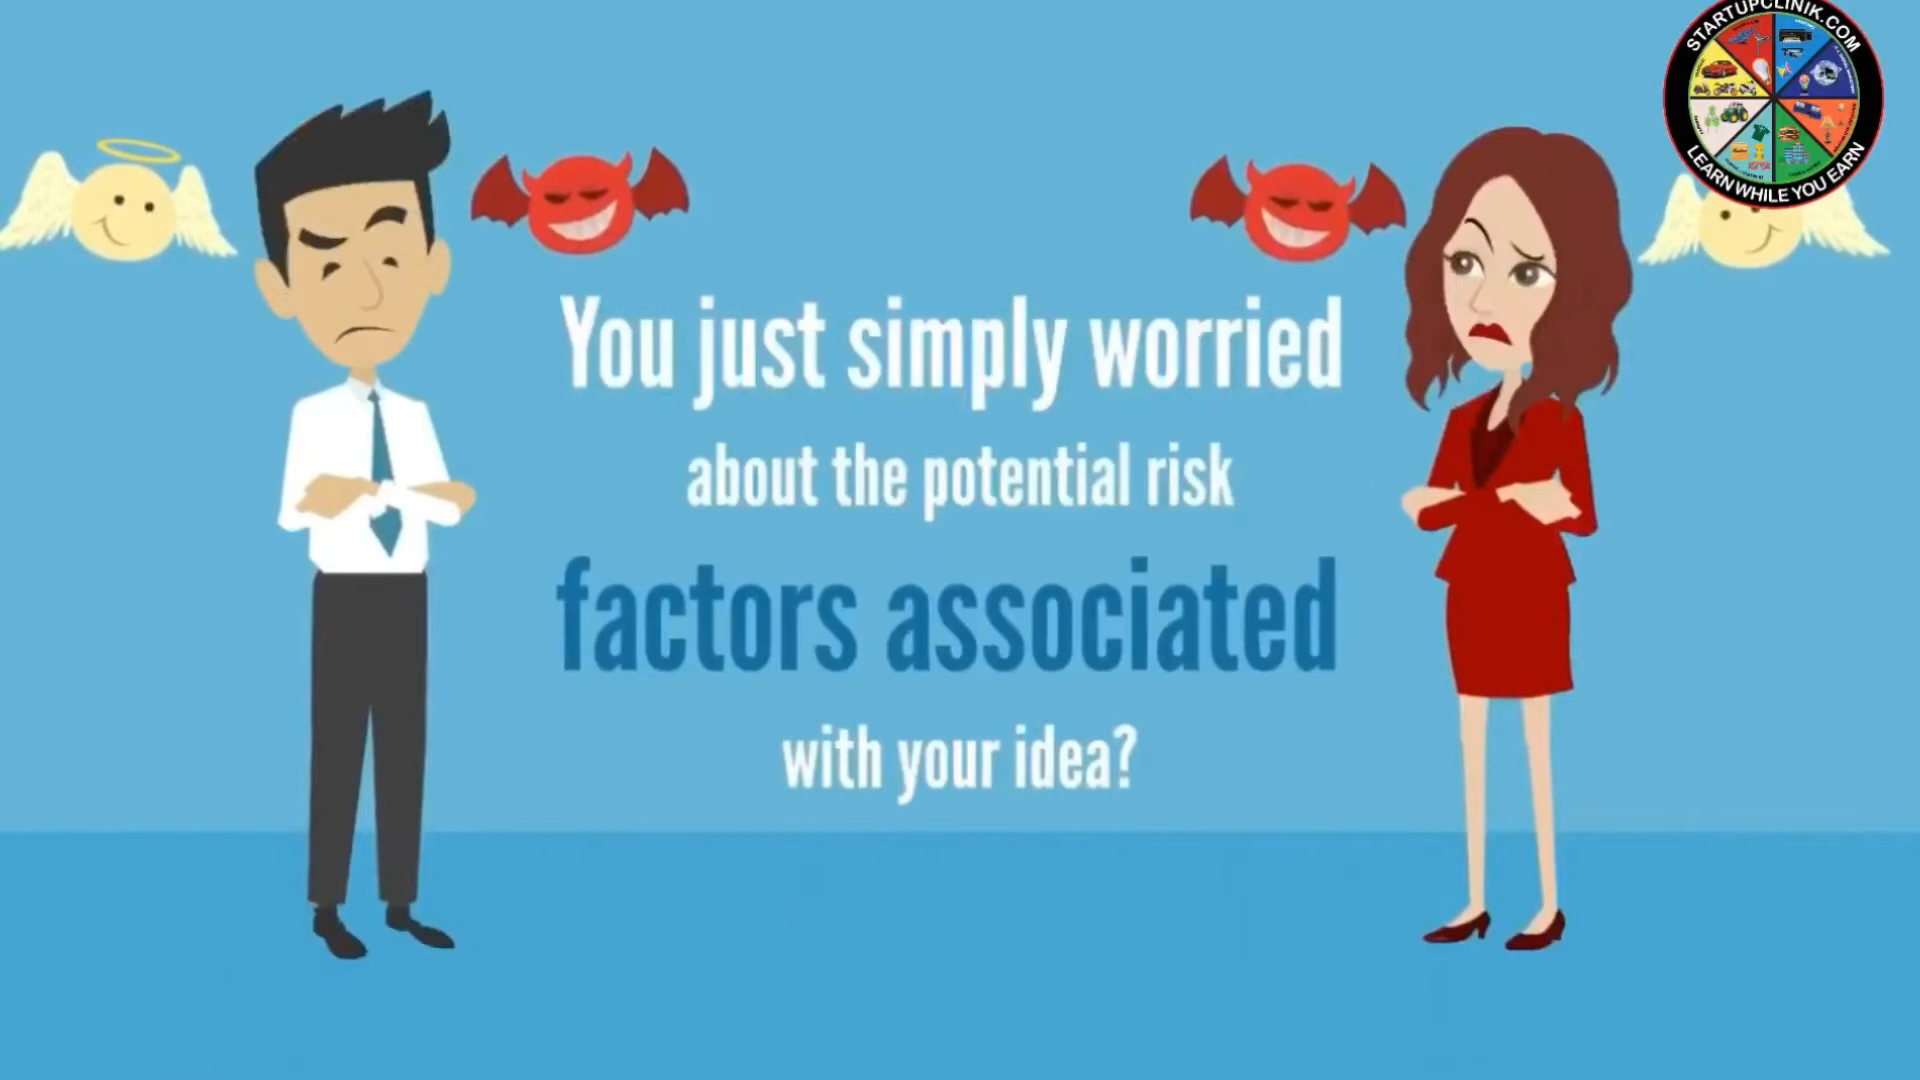 STARTUPCLINIK.COM
LEARN WHILE YOU EARN
You just simply worried
about the potential risk
factors associated
with your idea?